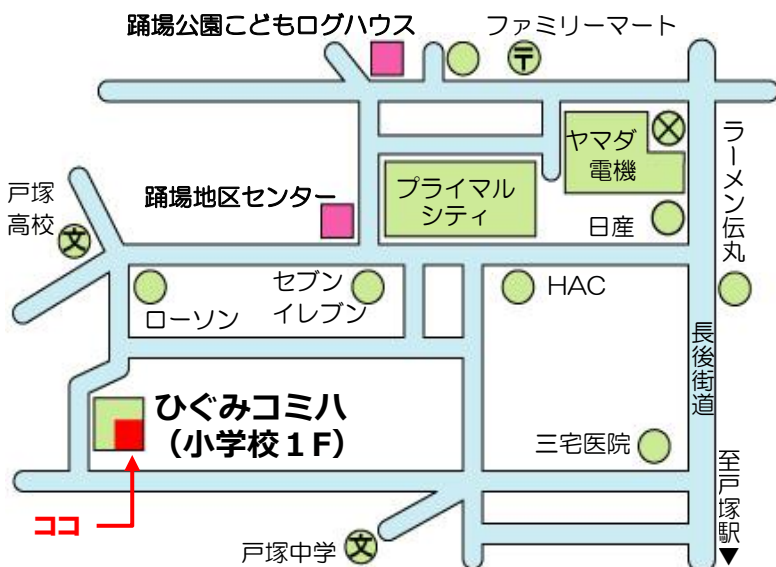 踊場公園こどもログハウス
ファミリーマート
〒
ヤマダ
電機
ラーメン伝丸
戸塚
高校
文
踊場地区センター
プライマル
シティ
日産
ローソン
セブン
イレブン
HAC
長後街道
ひぐみコミハ
（小学校１F）
ココ
三宅医院
至戸塚駅▼
戸塚中学
文